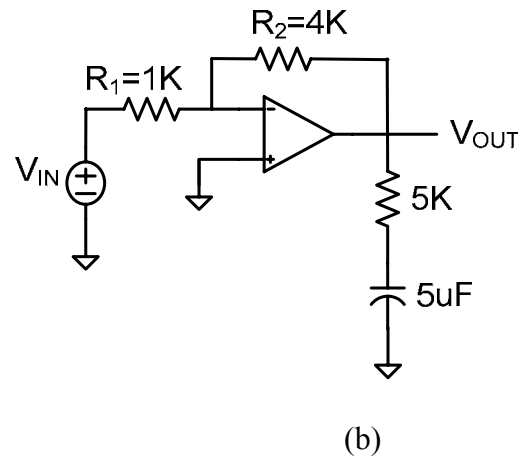 R₂=4K
R₁=1K
V_IN
+
−
−
+
V_OUT
5K
5uF
(b)